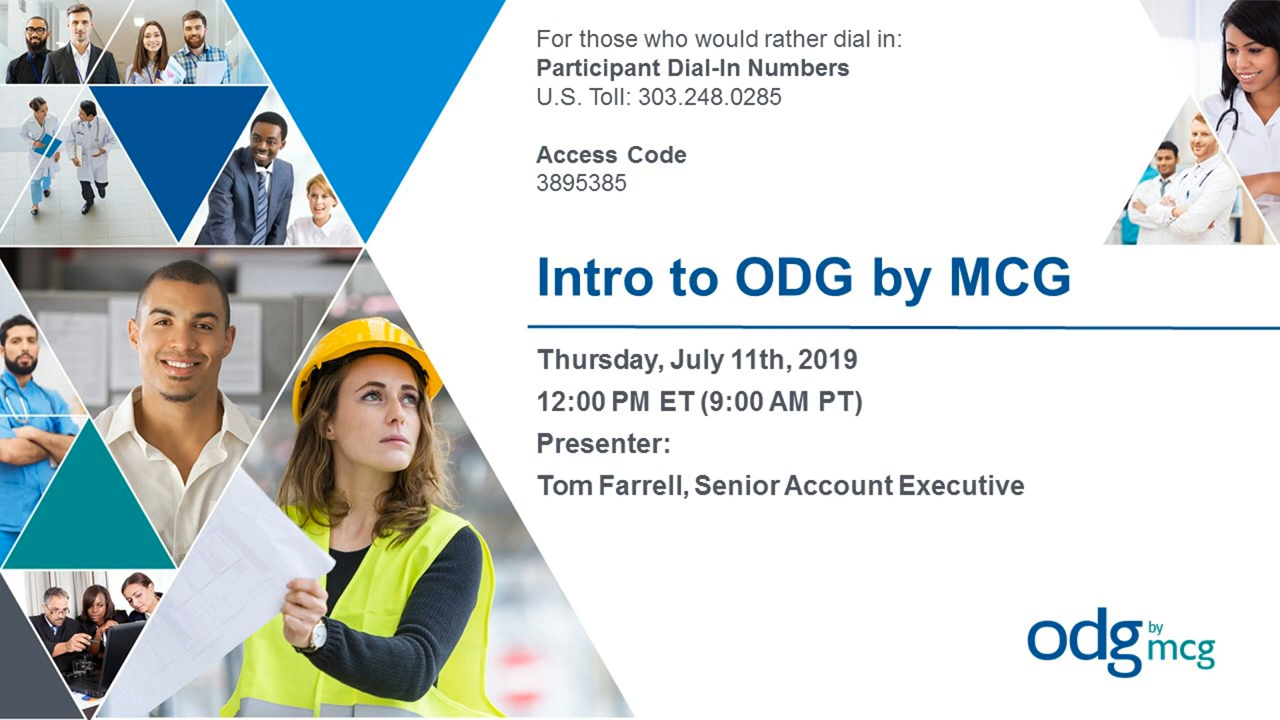 For those who would rather dial in:
Participant Dial-In Numbers
U.S. Toll: 303.248.0285
Access Code
3895385
Intro to ODG by MCG
Thursday, July 11th, 2019
12:00 PM ET (9:00 AM PT)
Presenter:
Tom Farrell, Senior Account Executive
odg by mcg